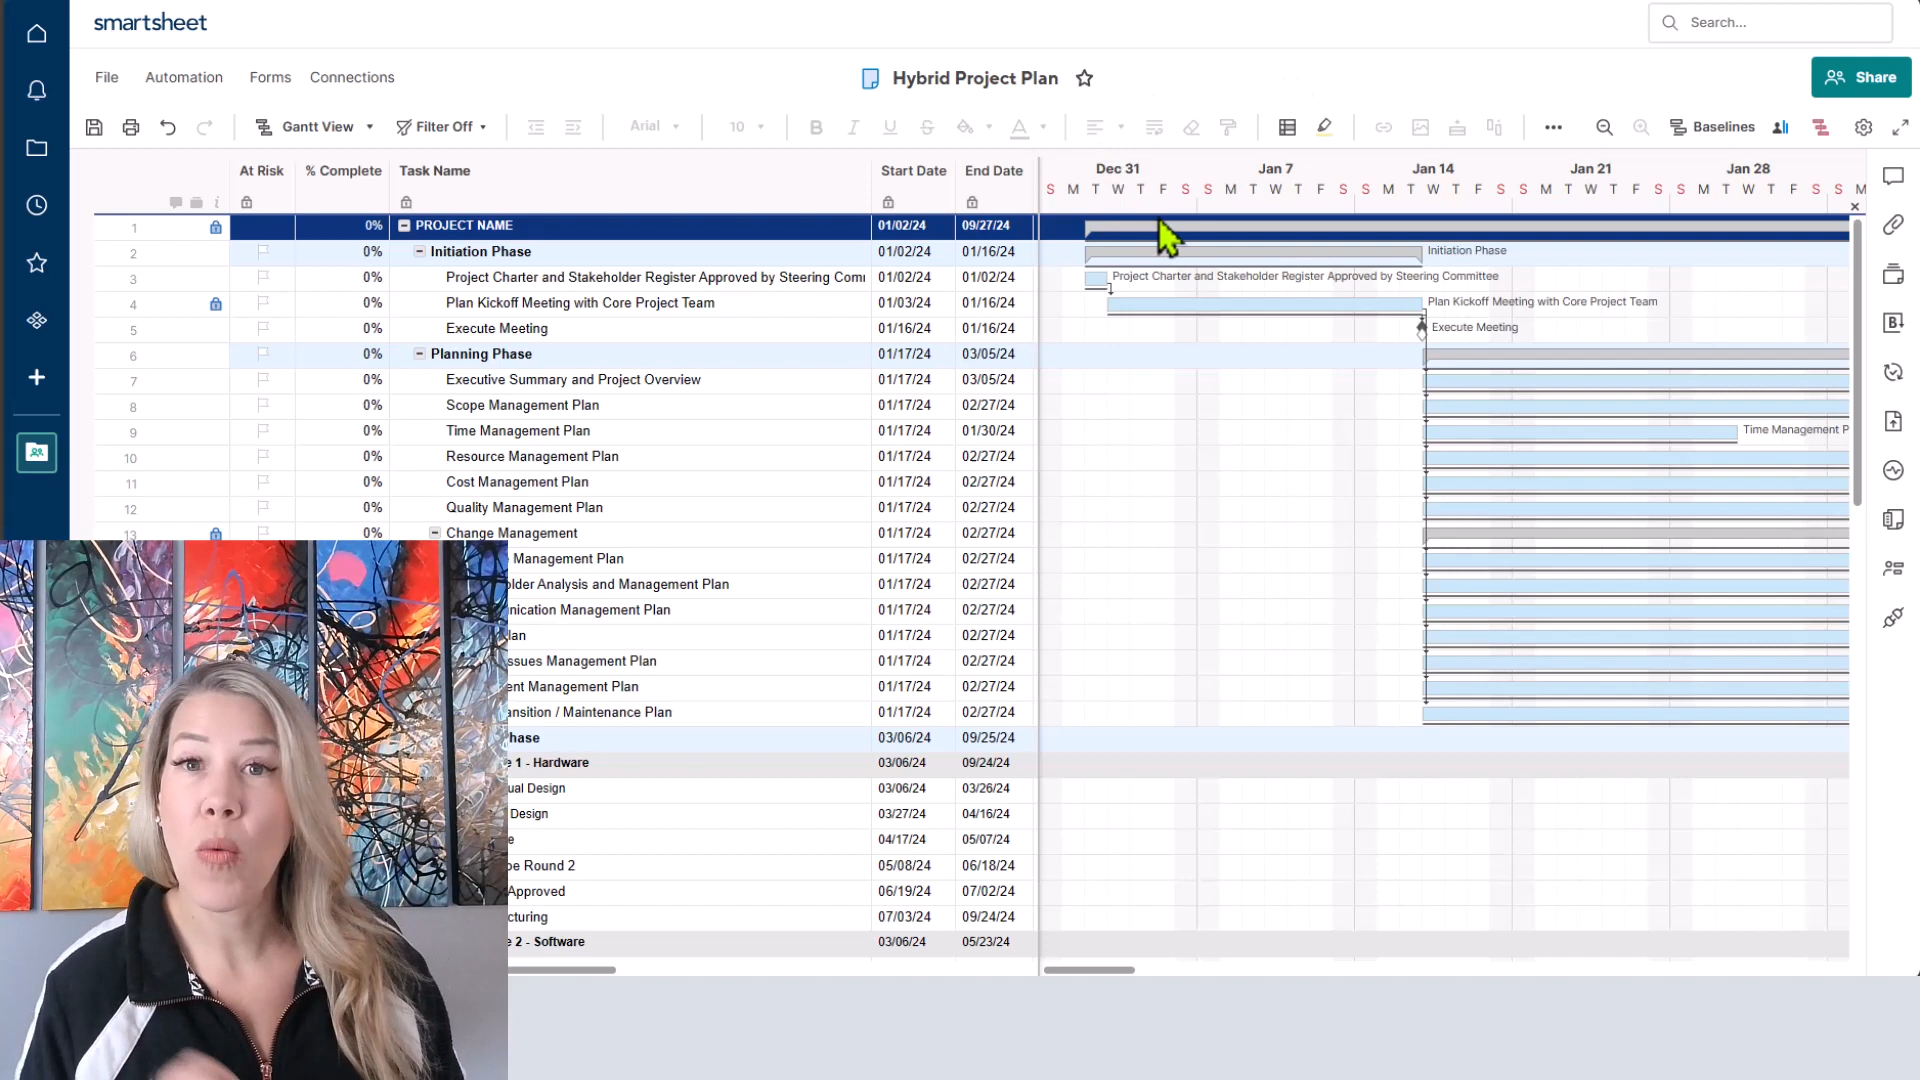 smartsheet
Search...
File Automation Forms Connections
Hybrid Project Plan
Share
Gantt View Filter Off Arial 10 Baselines
At Risk % Complete Task Name Start Date End Date
Dec 31 Jan 7 Jan 14 Jan 21 Jan 28
S M T W T F S S M T W T F S S M T W T F S S M T W T F S S M T W T F S S M
1 0% PROJECT NAME 01/02/24 09/27/24
2 0% Initiation Phase 01/02/24 01/16/24 Initiation Phase
3 0% Project Charter and Stakeholder Register Approved by Steering Com 01/02/24 01/02/24 Project Charter and Stakeholder Register Approved by Steering Committee
4 0% Plan Kickoff Meeting with Core Project Team 01/03/24 01/16/24 Plan Kickoff Meeting with Core Project Team
5 0% Execute Meeting 01/16/24 01/16/24 Execute Meeting
6 0% Planning Phase 01/17/24 03/05/24
7 0% Executive Summary and Project Overview 01/17/24 03/05/24
8 0% Scope Management Plan 01/17/24 02/27/24
9 0% Time Management Plan 01/17/24 01/30/24 Time Management P
10 0% Resource Management Plan 01/17/24 02/27/24
11 0% Cost Management Plan 01/17/24 02/27/24
12 0% Quality Management Plan 01/17/24 02/27/24
13 0% Change Management 01/17/24 02/27/24
Management Plan 01/17/24 02/27/24
older Analysis and Management Plan 01/17/24 02/27/24
nication Management Plan 01/17/24 02/27/24
lan 01/17/24 02/27/24
ssues Management Plan 01/17/24 02/27/24
ent Management Plan 01/17/24 02/27/24
ansition / Maintenance Plan 01/17/24 02/27/24
hase 03/06/24 09/25/24
e 1 - Hardware 03/06/24 09/24/24
ual Design 03/06/24 03/26/24
Design 03/27/24 04/16/24
e 04/17/24 05/07/24
pe Round 2 05/08/24 06/18/24
Approved 06/19/24 07/02/24
cturing 07/03/24 09/24/24
e 2 - Software 03/06/24 05/23/24